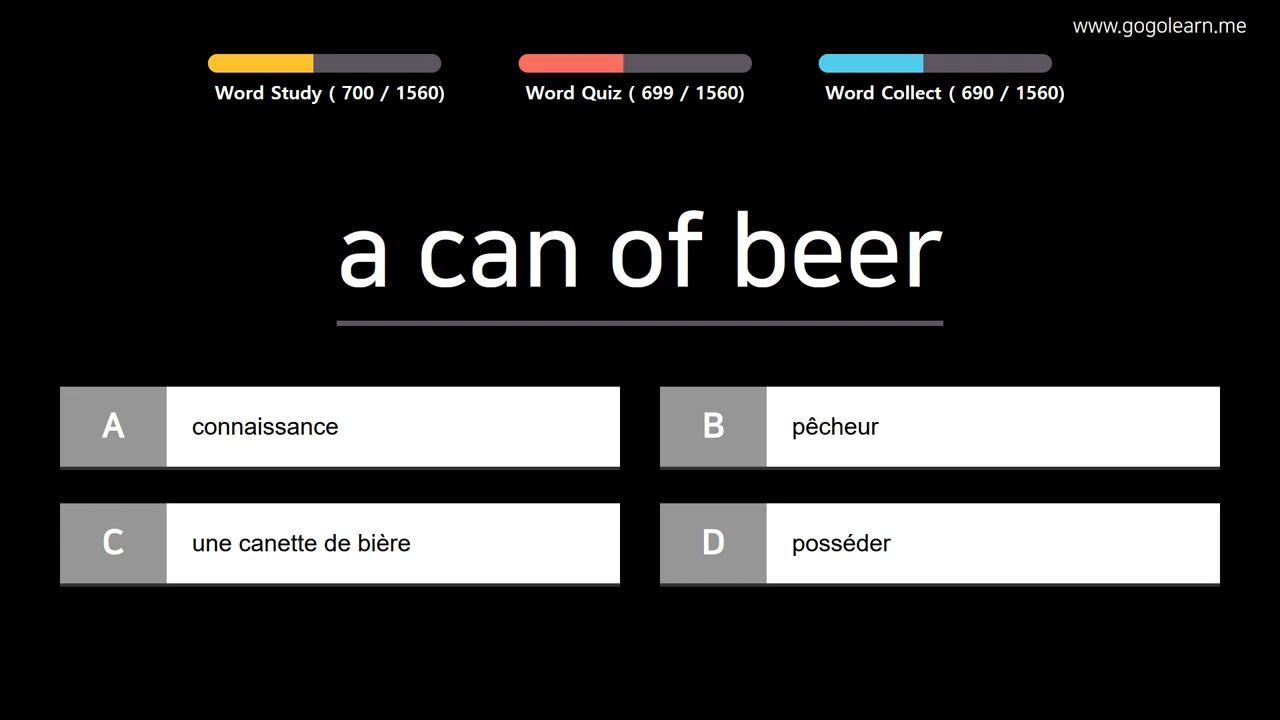 www.gogolearn.me
Word Study ( 700 / 1560)
Word Quiz ( 699 / 1560)
Word Collect ( 690 / 1560)
a can of beer
A connaissance
B pêcheur
C une canette de bière
D posséder